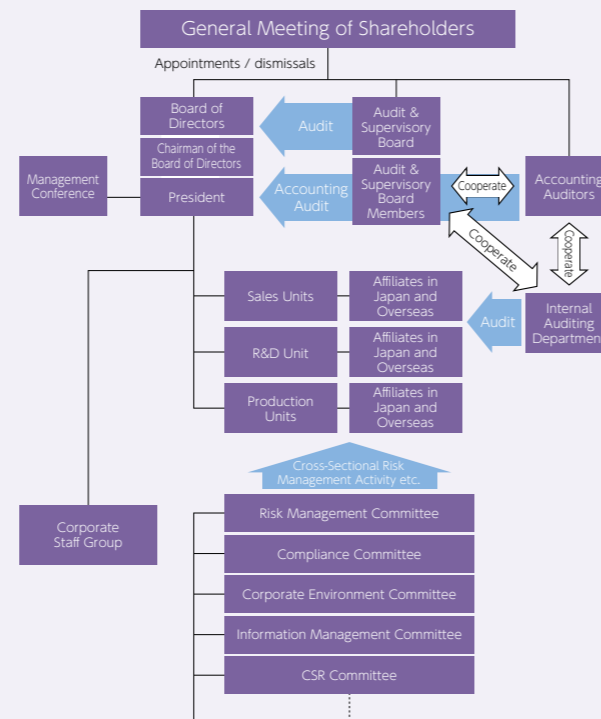 General Meeting of Shareholders
Appointments / dismissals
Board of
Directors
Chairman of the
Board of Directors
President
Management
Conference
Audit
Audit &
Supervisory
Board
Accounting
Audit
Audit &
Supervisory
Board
Members
Cooperate
Accounting
Auditors
Cooperate
Cooperate
Internal
Auditing
Department
Audit
Sales Units
Affiliates in
Japan and
Overseas
R&D Unit
Affiliates in
Japan and
Overseas
Production
Units
Affiliates in
Japan and
Overseas
Cross-Sectional Risk
Management Activity etc.
Corporate
Staff Group
Risk Management Committee
Compliance Committee
Corporate Environment Committee
Information Management Committee
CSR Committee